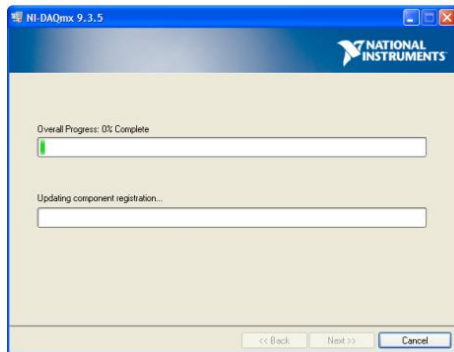 NI-DAQmx 9.3.5
NATIONAL
INSTRUMENTS
Overall Progress: 0% Complete
Updating component registration...
<< Back
Next >>
Cancel